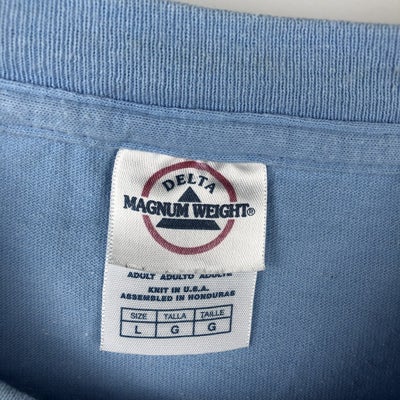 DELTA
MAGNUM WEIGHT®
ADULT ADULTO ADULTE
KNIT IN U.S.A.
ASSEMBLED IN HONDURAS
SIZE TALLA TAILLE
L G G